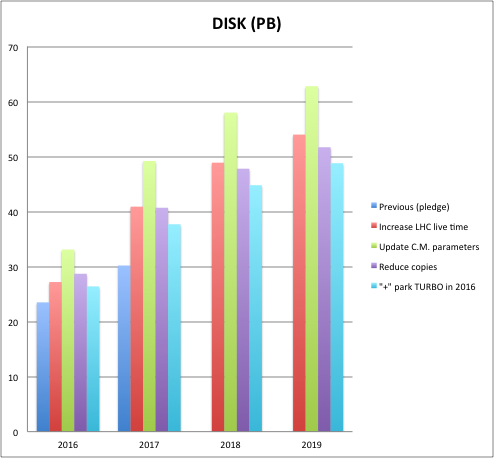 DISK (PB)
70
60
50
40
30
20
10
0
2016 2017 2018 2019
Previous (pledge)
Increase LHC live time
Update C.M. parameters
Reduce copies
"+" park TURBO in 2016